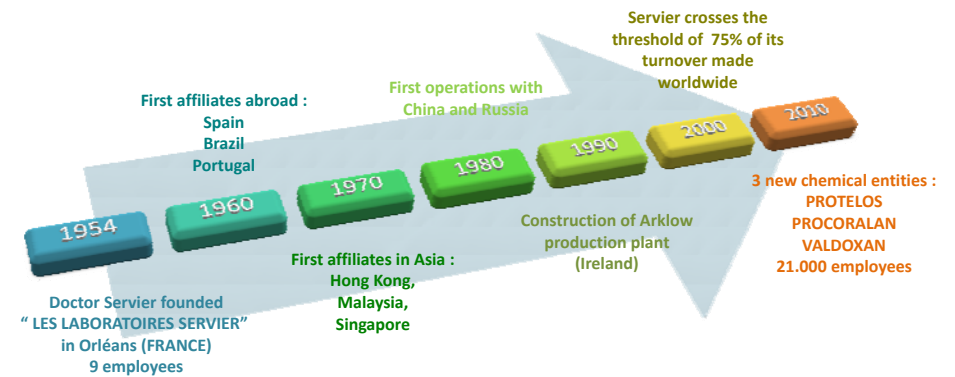 1954
Doctor Servier founded
“ LES LABORATOIRES SERVIER”
in Orléans (FRANCE)
9 employees
First affiliates abroad :
Spain
Brazil
Portugal
1960
1970
First affiliates in Asia :
Hong Kong,
Malaysia,
Singapore
First operations with
China and Russia
1980
1990
Construction of Arklow
production plant
(Ireland)
Servier crosses the
threshold of 75% of its
turnover made
worldwide
2000
2010
3 new chemical entities :
PROTELOS
PROCORALAN
VALDOXAN
21.000 employees